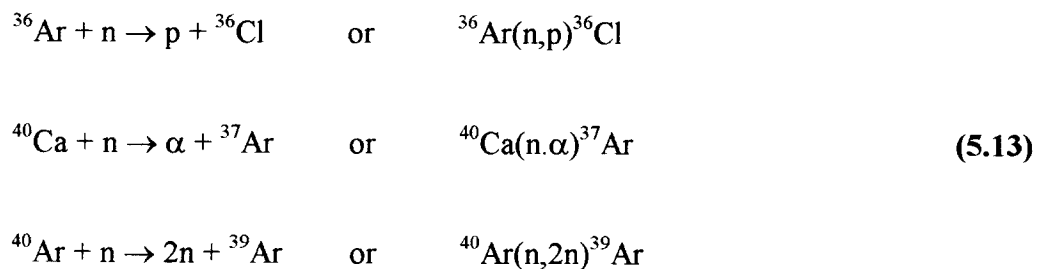 ³⁶Ar + n → p + ³⁶Cl or ³⁶Ar(n,p)³⁶Cl
⁴⁰Ca + n → α + ³⁷Ar or ⁴⁰Ca(n.α)³⁷Ar (5.13)
⁴⁰Ar + n → 2n + ³⁹Ar or ⁴⁰Ar(n,2n)³⁹Ar